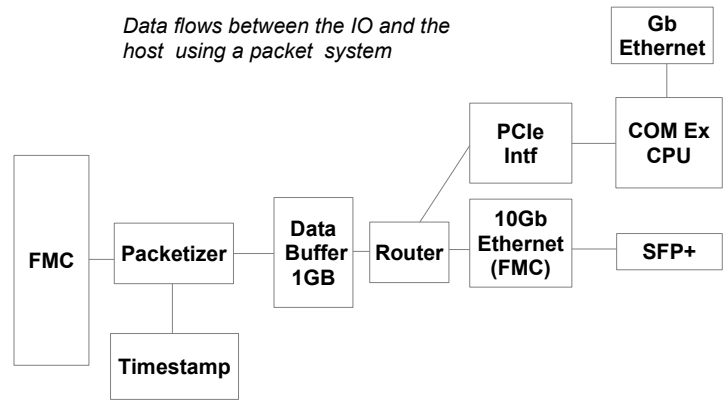 Data flows between the IO and the
host using a packet system
Gb
Ethernet
PCIe
Intf
COM Ex
CPU
FMC
Packetizer
Data
Buffer
1GB
Router
10Gb
Ethernet
(FMC)
SFP+
Timestamp